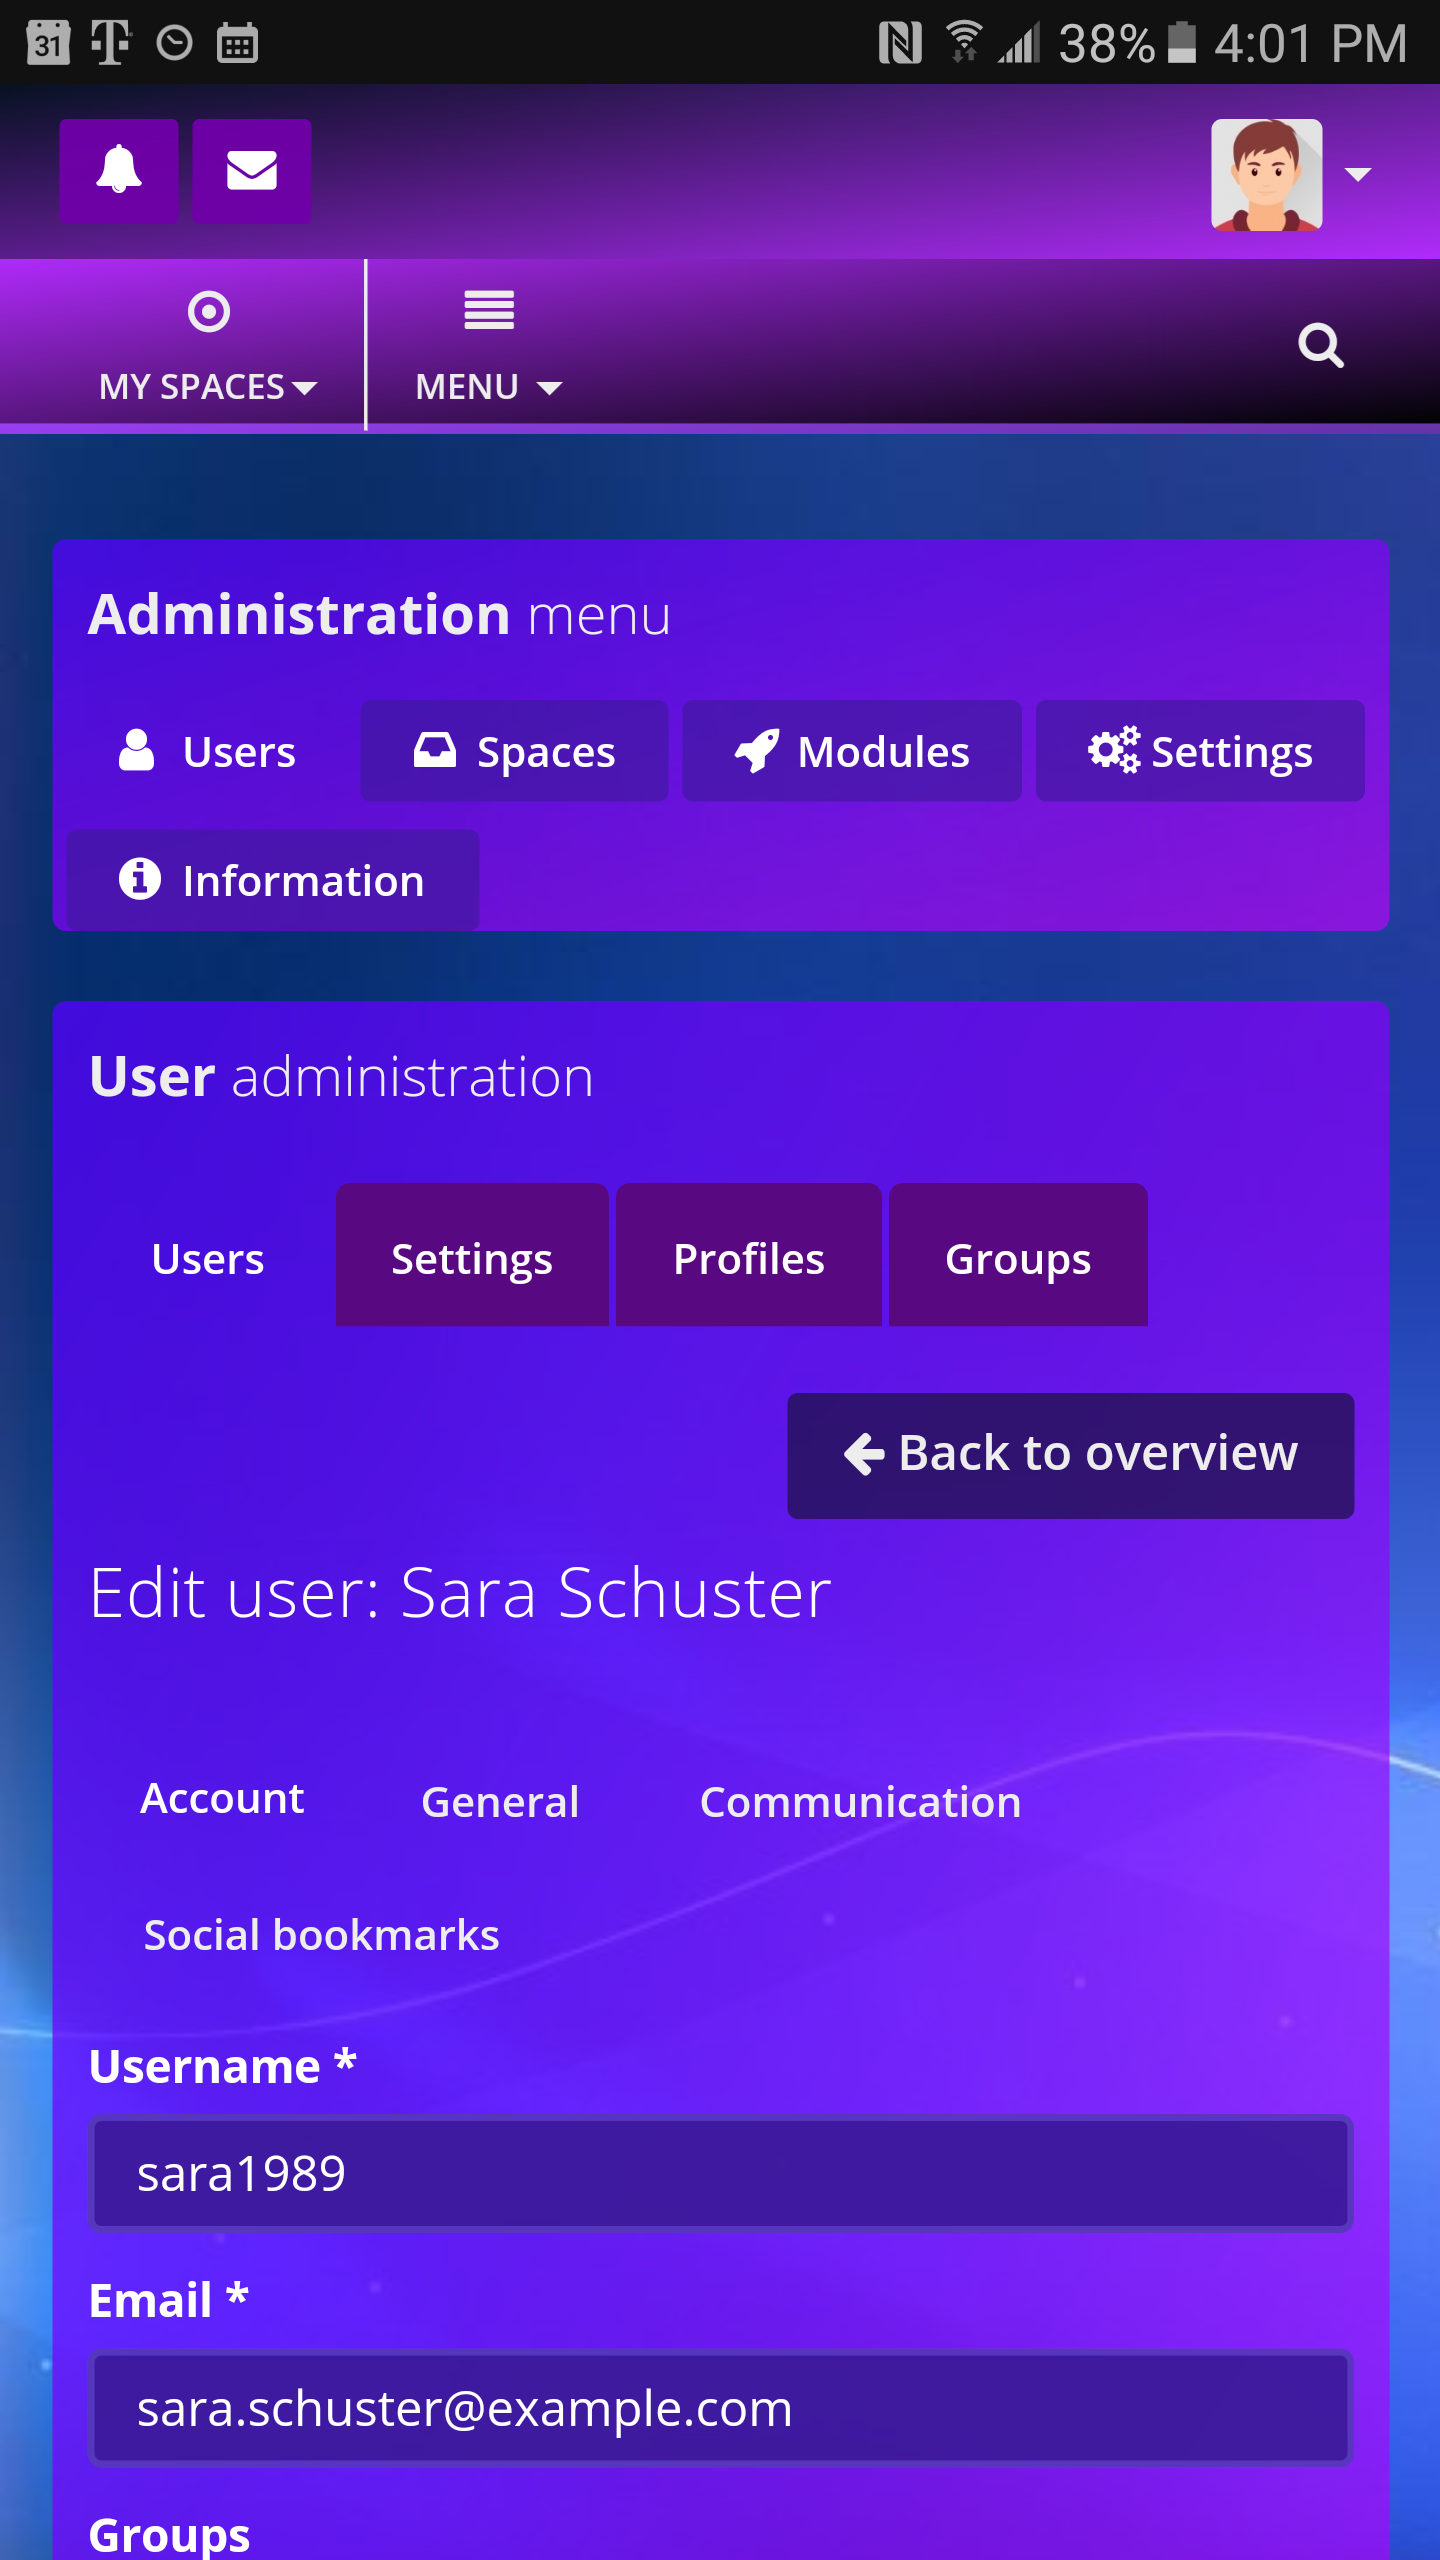 31 T 38% 4:01 PM
MY SPACES MENU
Administration menu
Users Spaces Modules Settings
Information
User administration
Users Settings Profiles Groups
Back to overview
Edit user: Sara Schuster
Account General Communication
Social bookmarks
Username *
sara1989
Email *
sara.schuster@example.com
Groups